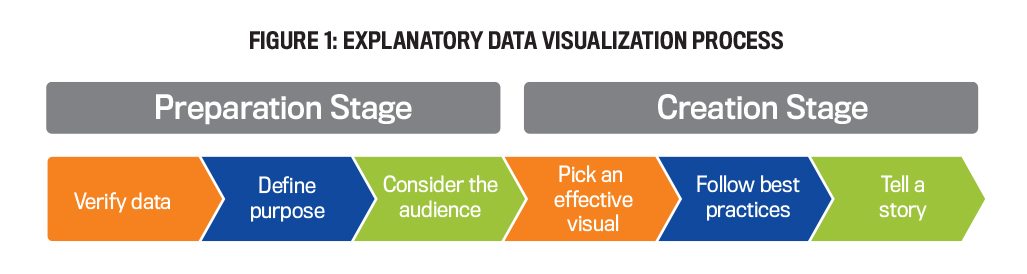 FIGURE 1: EXPLANATORY DATA VISUALIZATION PROCESS
Preparation Stage
Creation Stage
Verify data
Define
purpose
Consider the
audience
Pick an
effective
visual
Follow best
practices
Tell a
story